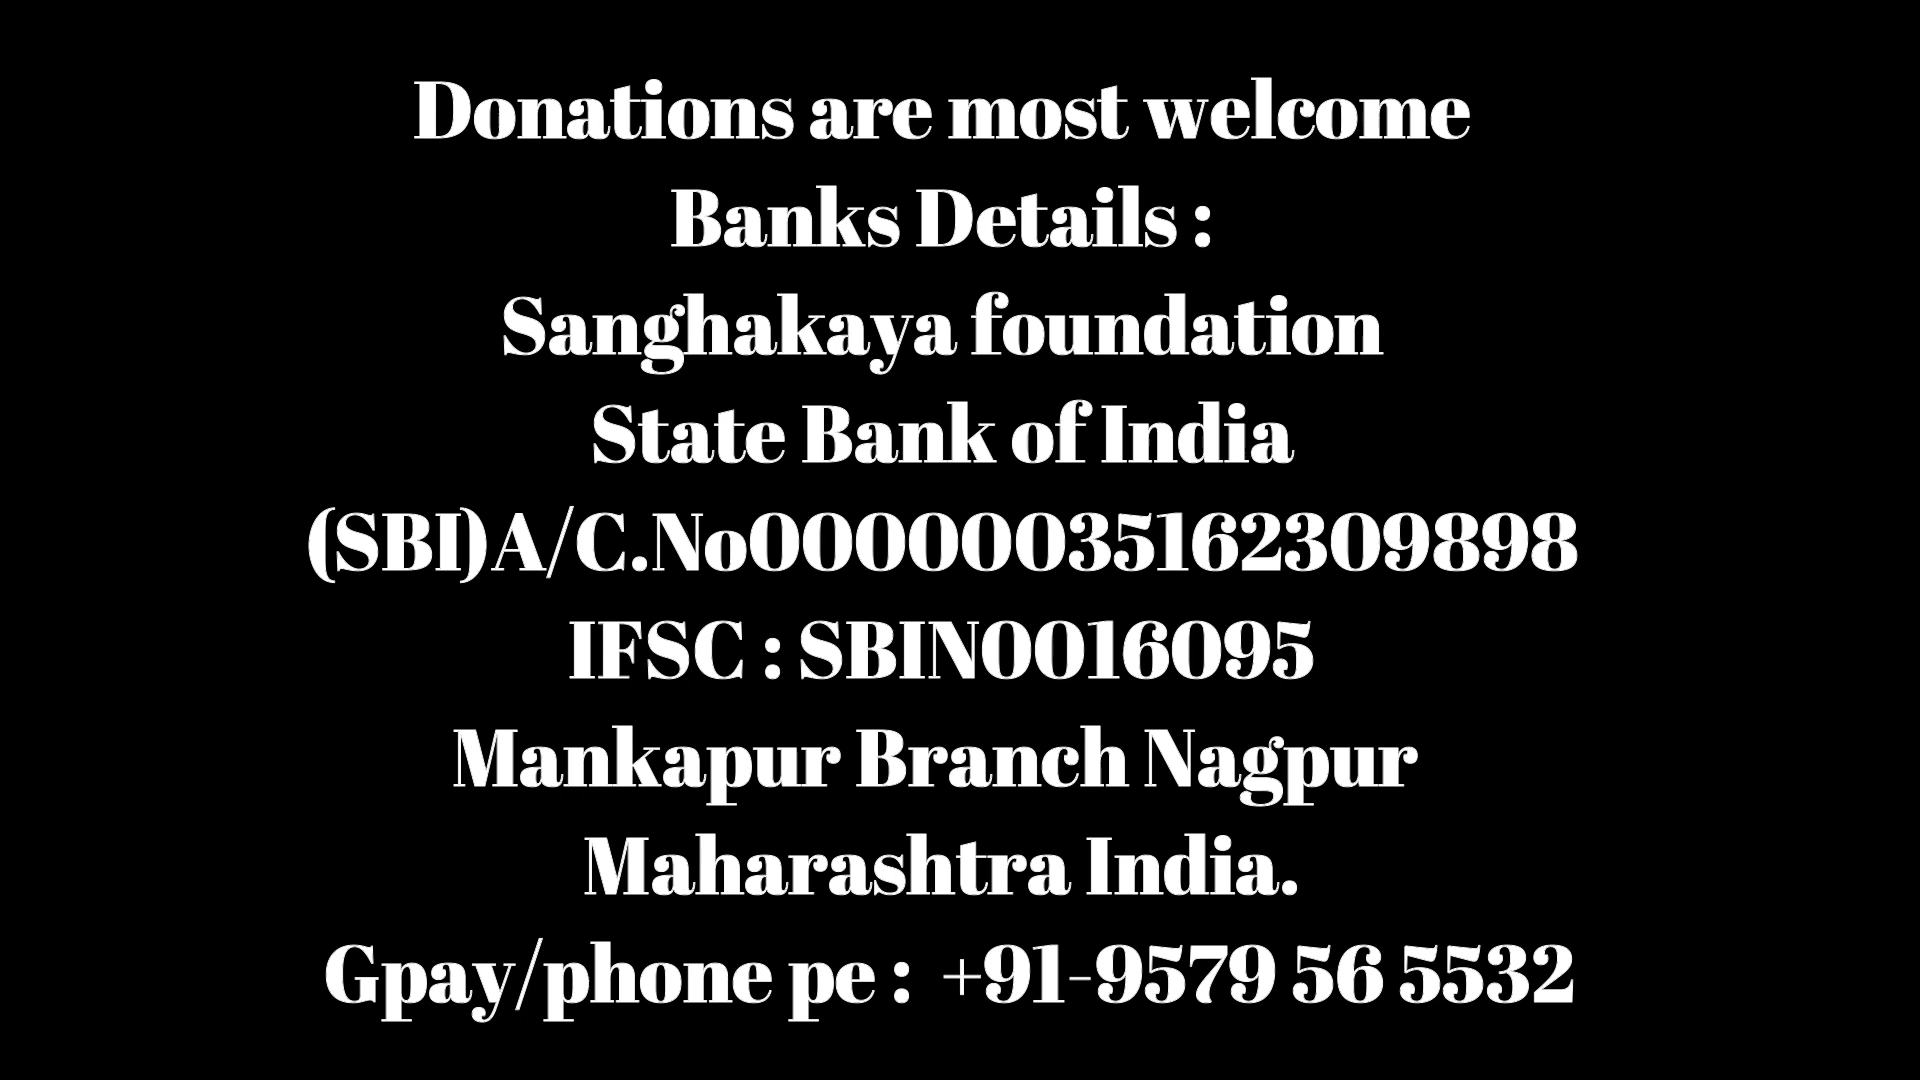 Donations are most welcome
Banks Details :
Sanghakaya foundation
State Bank of India
(SBI)A/C.No00000035162309898
IFSC : SBIN0016095
Mankapur Branch Nagpur
Maharashtra India.
Gpay/phone pe :  +91-9579 56 5532